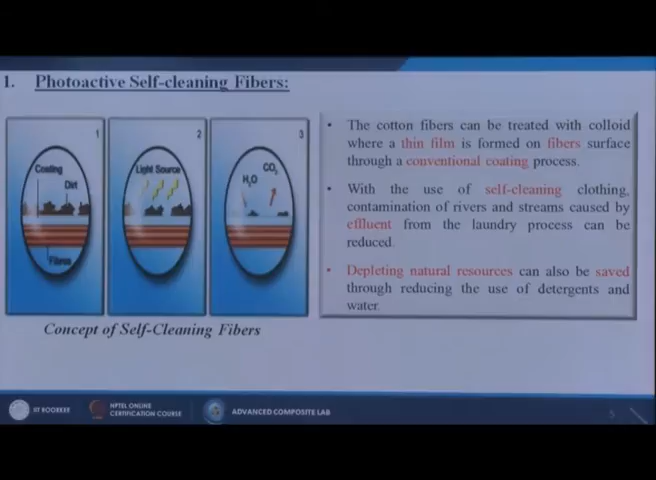 1. Photoactive Self-cleaning Fibers:
1
Coating
Dirt
Fibres
2
Light Source
3
H2O
CO2
Concept of Self-Cleaning Fibers
• The cotton fibers can be treated with colloid
where a thin film is formed on fibers surface
through a conventional coating process.
• With the use of self-cleaning clothing,
contamination of rivers and streams caused by
effluent from the laundry process can be
reduced.
• Depleting natural resources can also be saved
through reducing the use of detergents and
water.
IIT ROORKEE
NPTEL ONLINE
CERTIFICATION COURSE
ADVANCED COMPOSITE LAB
5